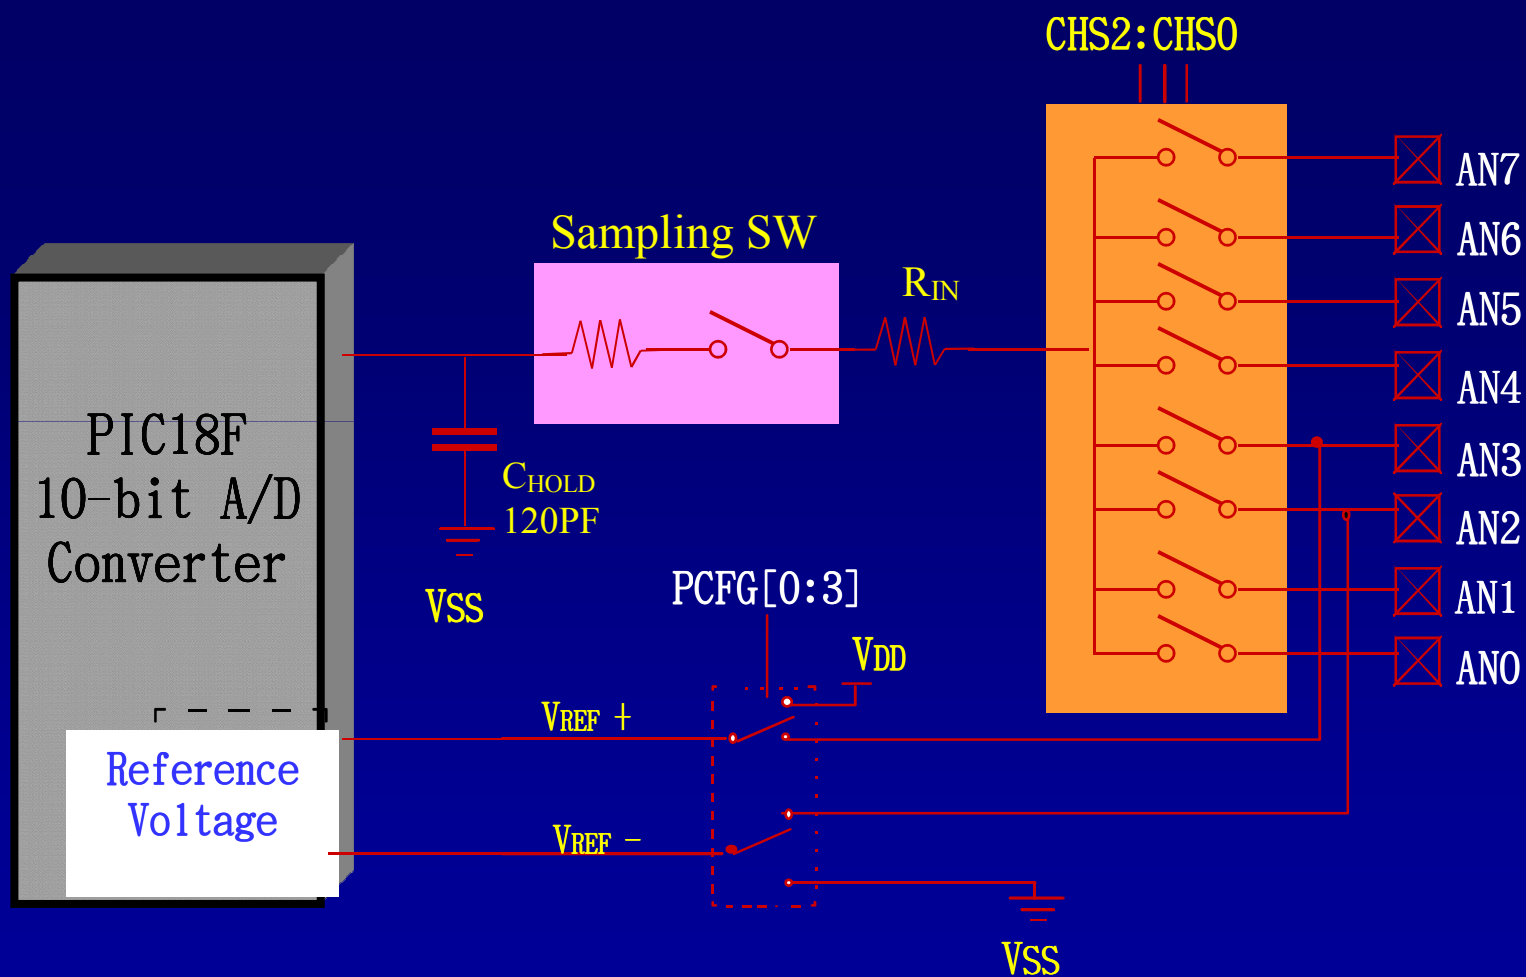 CHS2:CHS0
AN7
Sampling SW
AN6
RIN
AN5
AN4
PIC18F
10-bit A/D
Converter
AN3
CHOLD
120PF
AN2
VSS
PCFG[0:3]
AN1
VDD
AN0
VREF +
Reference
Voltage
VREF -
VSS